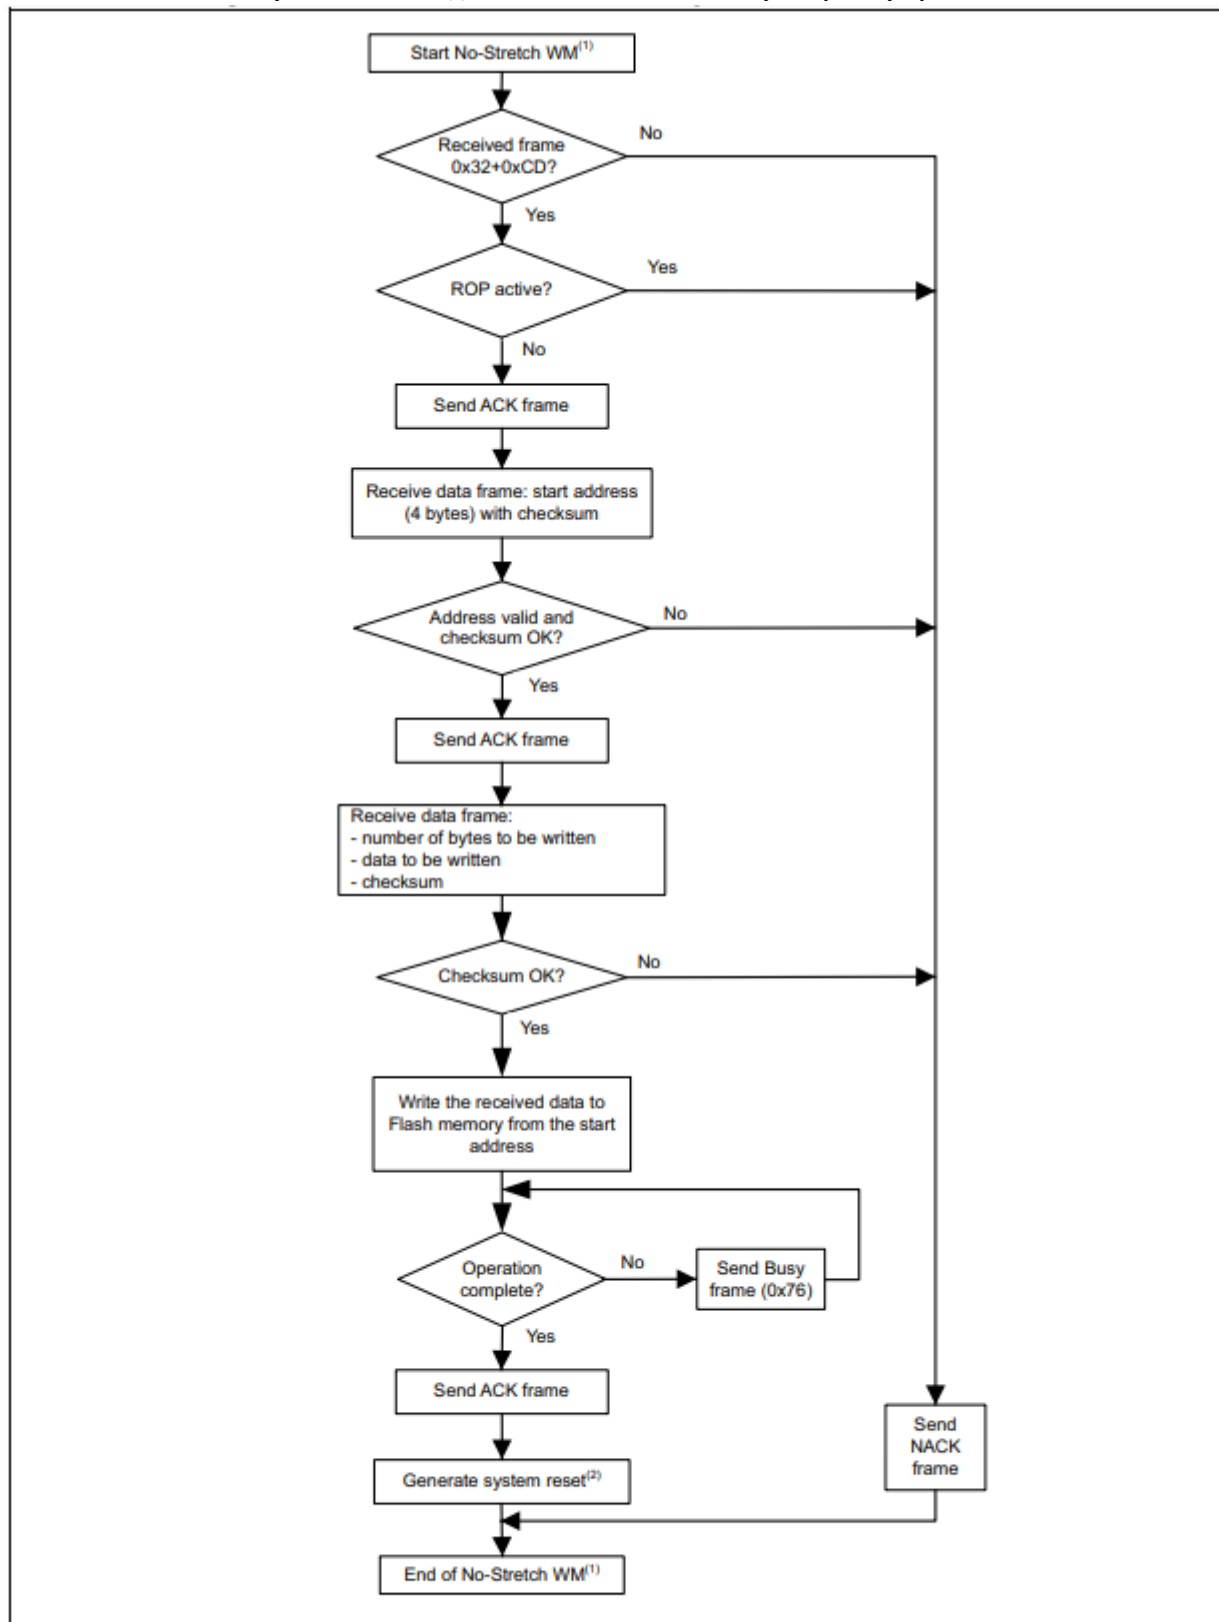 Start No-Stretch WM(1)
Received frame
0x32+0xCD?
No
Yes
ROP active?
Yes
No
Send ACK frame
Receive data frame: start address
(4 bytes) with checksum
Address valid and
checksum OK?
No
Yes
Send ACK frame
Receive data frame:
- number of bytes to be written
- data to be written
- checksum
Checksum OK?
No
Yes
Write the received data to
Flash memory from the start
address
Operation
complete?
No
Send Busy
frame (0x76)
Yes
Send ACK frame
Send
NACK
frame
Generate system reset(2)
End of No-Stretch WM(1)